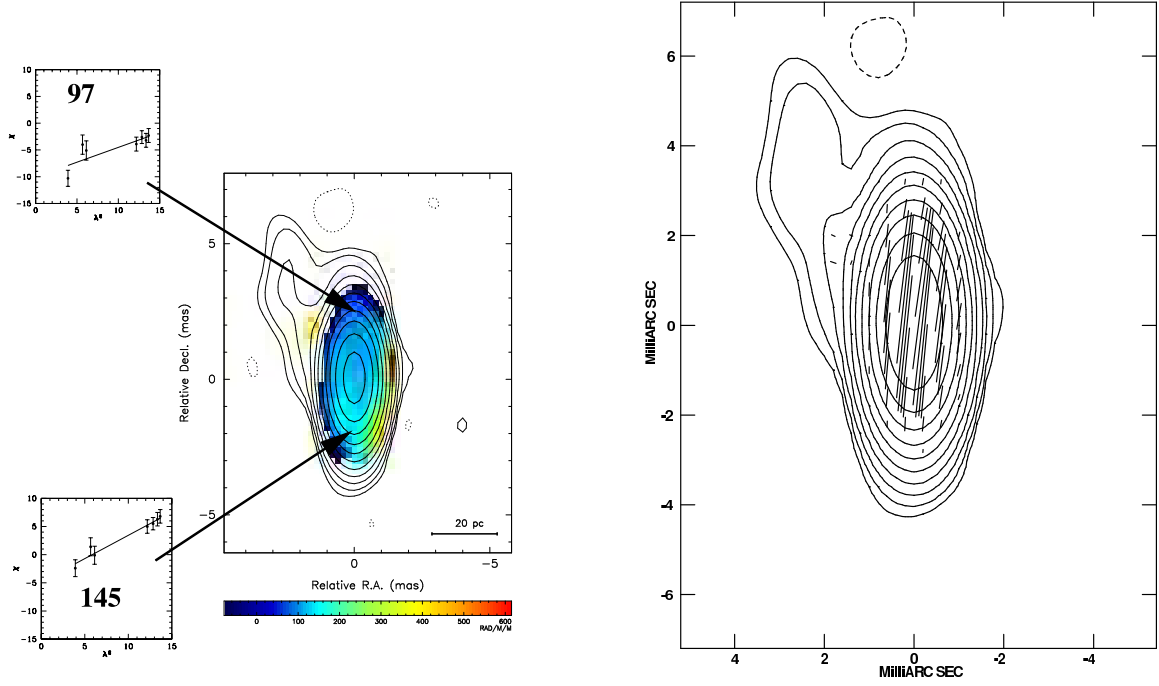 97
10
5
0
−5
−10
−15
χ
0
5
10
15
λ²
145
10
5
0
−5
−10
−15
χ
0
5
10
15
λ²
5
0
−5
Relative Decl. (mas)
20 pc
0
−5
Relative R.A. (mas)
0 100 200 300 400 500 600
RAD/M/M
6
4
2
0
-2
-4
-6
MilliARC SEC
4 2 0 -2 -4
MilliARC SEC